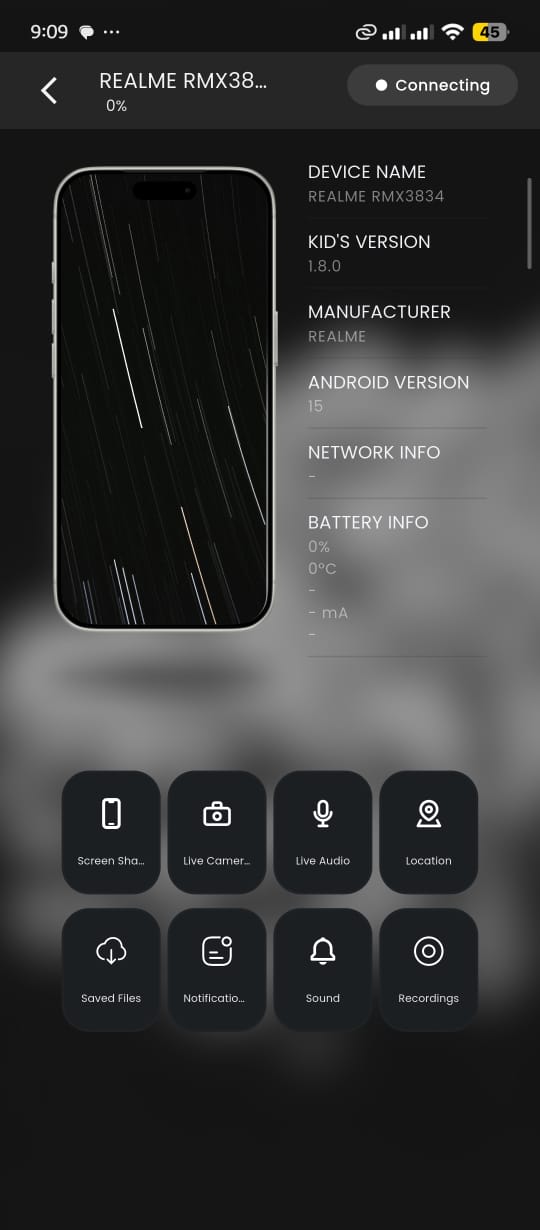 9:09
45
REALME RMX38...
0%
Connecting
DEVICE NAME
REALME RMX3834
KID'S VERSION
1.8.0
MANUFACTURER
REALME
ANDROID VERSION
15
NETWORK INFO
-
BATTERY INFO
0%
0°C
-
- mA
-
Screen Sha...
Live Camer...
Live Audio
Location
Saved Files
Notificatio...
Sound
Recordings